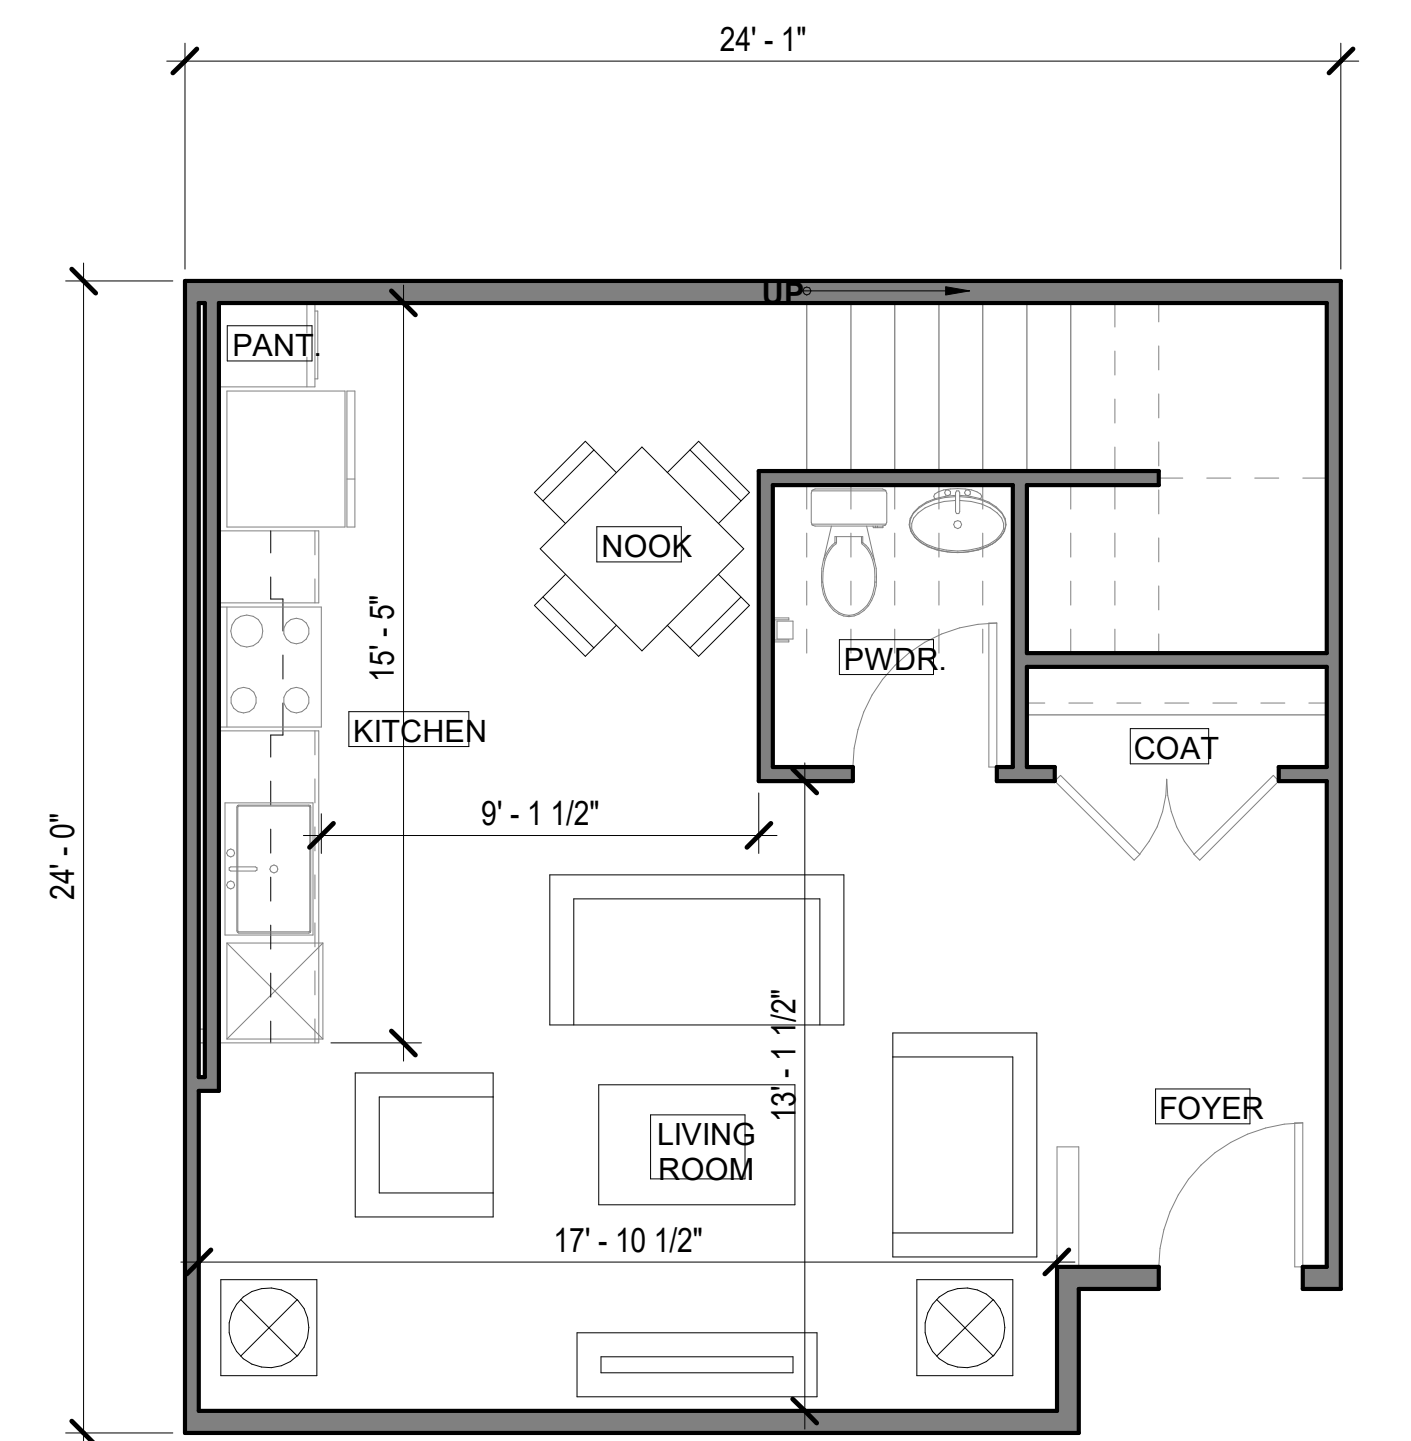 24' - 1"
UP
PANT.
NOOK
15' - 5"
PWDR.
KITCHEN
COAT
9' - 1 1/2"
24' - 0"
13' - 1 1/2"
FOYER
LIVING
ROOM
17' - 10 1/2"